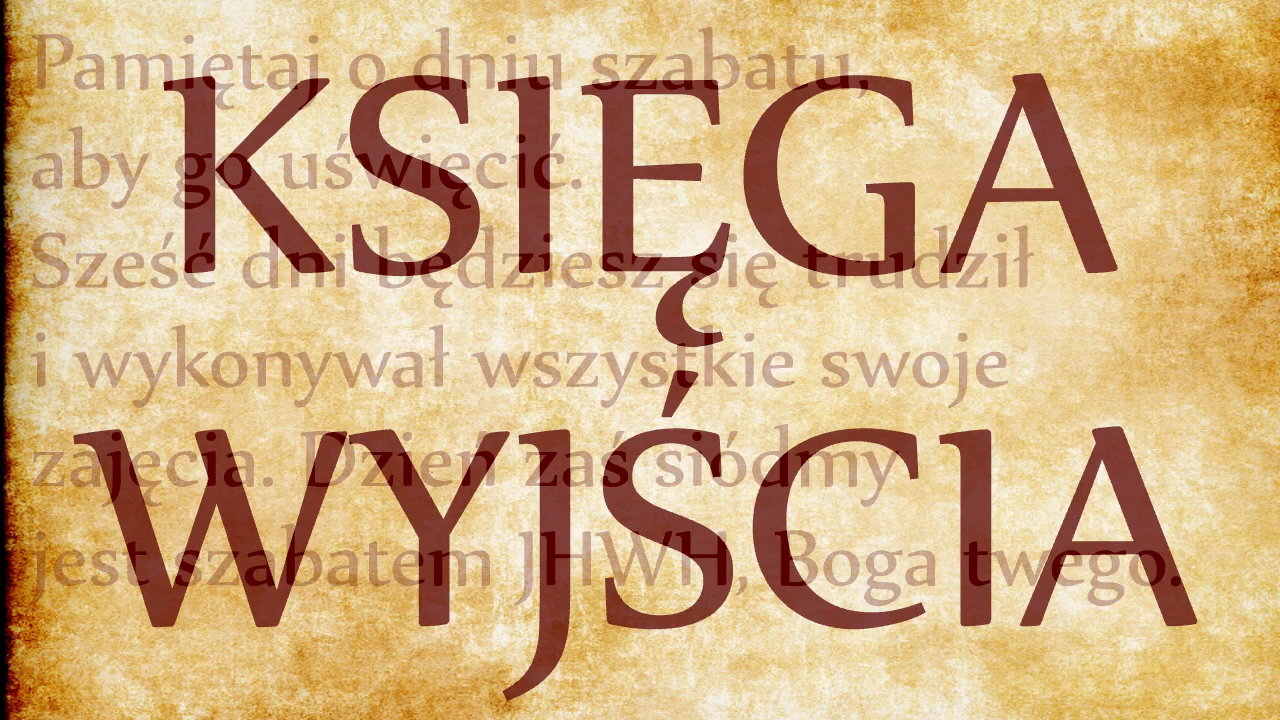 KSIĘGA
WYJŚCIA
Pamiętaj o dniu szabatu,
aby go uświęcić.
Sześć dni będziesz się trudził
i wykonywał wszystkie swoje
zajęcia. Dzień zaś siódmy
jest szabatem JHWH, Boga twego.